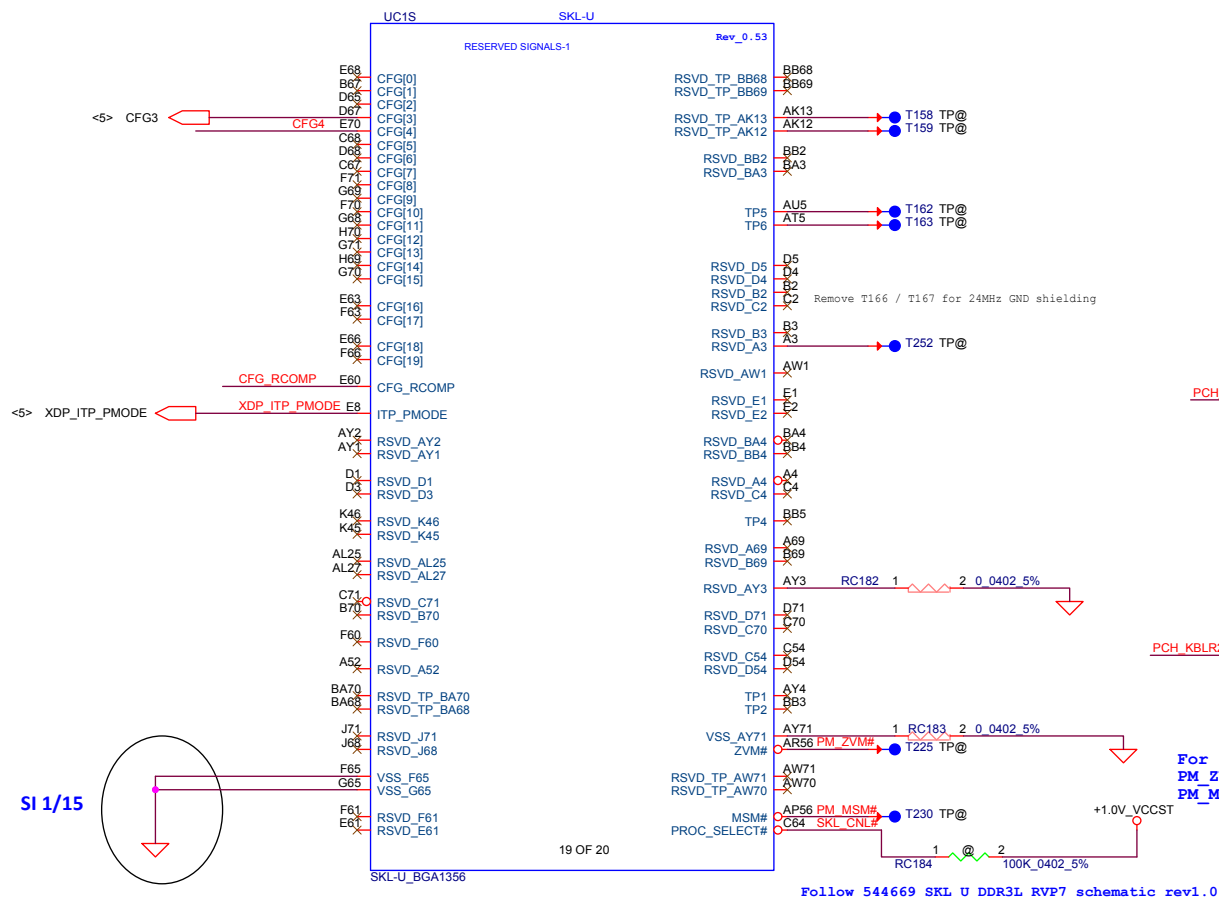 UC1S SKL-U
RESERVED SIGNALS-1
Rev_0.53
E68 CFG[0]
B67 CFG[1]
D65 CFG[2]
<5> CFG3 D67 CFG[3]
CFG4 E70 CFG[4]
C68 CFG[5]
D68 CFG[6]
C67 CFG[7]
F71 CFG[8]
G69 CFG[9]
F70 CFG[10]
G68 CFG[11]
H70 CFG[12]
G71 CFG[13]
H69 CFG[14]
G70 CFG[15]
E63 CFG[16]
F63 CFG[17]
E66 CFG[18]
F66 CFG[19]
CFG_RCOMP E60 CFG_RCOMP
<5> XDP_ITP_PMODE XDP_ITP_PMODE E8 ITP_PMODE
AY2 RSVD_AY2
AY1 RSVD_AY1
D1 RSVD_D1
D3 RSVD_D3
K46 RSVD_K46
K45 RSVD_K45
AL25 RSVD_AL25
AL27 RSVD_AL27
C71 RSVD_C71
B70 RSVD_B70
F60 RSVD_F60
A52 RSVD_A52
BA70 RSVD_TP_BA70
BA68 RSVD_TP_BA68
J71 RSVD_J71
J68 RSVD_J68
F65 VSS_F65
G65 VSS_G65
SI 1/15
F61 RSVD_F61
E61 RSVD_E61
RSVD_TP_BB68 BB68
RSVD_TP_BB69 BB69
RSVD_TP_AK13 AK13 T158 TP@
RSVD_TP_AK12 AK12 T159 TP@
RSVD_BB2 BB2
RSVD_BA3 BA3
TP5 AU5 T162 TP@
TP6 AT5 T163 TP@
RSVD_D5 D5
RSVD_D4 D4
RSVD_B2 B2
RSVD_C2 C2
Remove T166 / T167 for 24MHz GND shielding
RSVD_B3 B3
RSVD_A3 A3 T252 TP@
RSVD_AW1 AW1
RSVD_E1 E1
RSVD_E2 E2
RSVD_BA4 BA4
RSVD_BB4 BB4
RSVD_A4 A4
RSVD_C4 C4
TP4 BB5
RSVD_A69 A69
RSVD_B69 B69
RSVD_AY3 AY3 RC182 1 2 0_0402_5%
RSVD_D71 D71
RSVD_C70 C70
RSVD_C54 C54
RSVD_D54 D54
TP1 AY4
TP2 BB3
VSS_AY71 AY71 1 RC183 2 0_0402_5%
ZVM# AR56 PM_ZVM# T225 TP@
RSVD_TP_AW71 AW71
RSVD_TP_AW70 AW70
MSM# AP56 PM_MSM# T230 TP@
PROC_SELECT# C64 SKL_CNL#
+1.0V_VCCST
RC184 1 @ 2 100K_0402_5%
19 OF 20
SKL-U_BGA1356
PCH
PCH_KBLR
For
PM_Z
PM_M
Follow 544669 SKL U DDR3L RVP7 schematic rev1.0